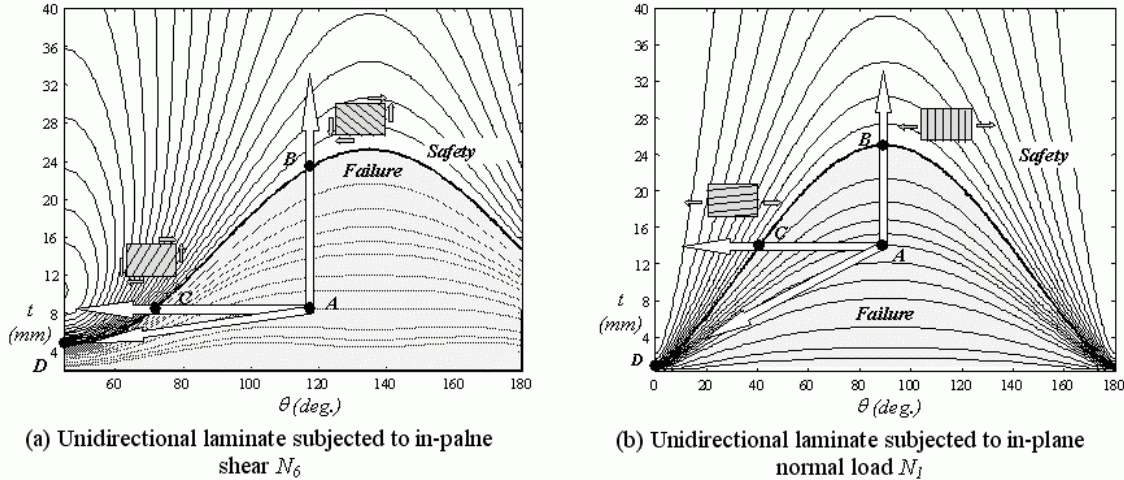 40
36
32
28
24
20
16
12
8
4
t
(mm)
D
B
C
A
Safety
Failure
60 80 100 120 140 160 180
θ (deg.)
(a) Unidirectional laminate subjected to in-palne
shear N6
40
36
32
28
24
20
16
12
8
4
t
(mm)
D
B
C
A
Safety
Failure
0 20 40 60 80 100 120 140 160 180
θ (deg.)
(b) Unidirectional laminate subjected to in-plane
normal load N1